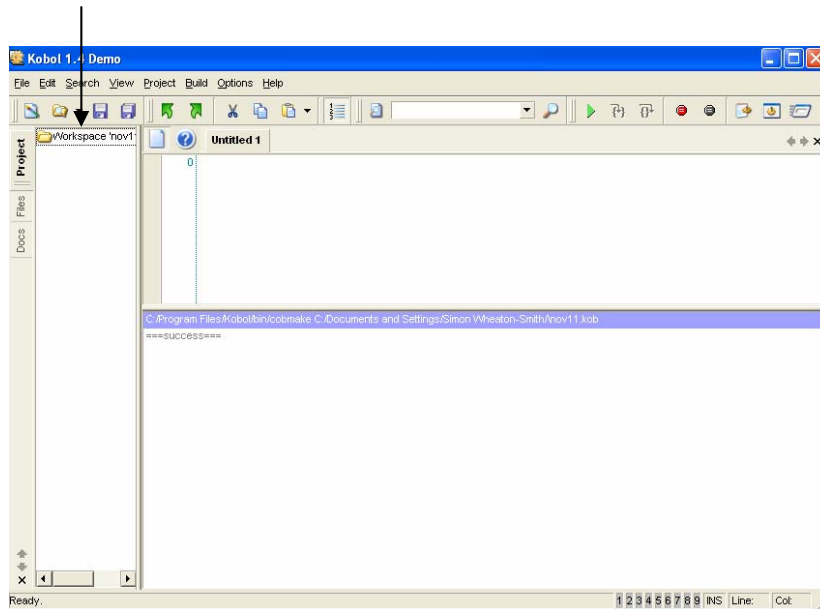 Kobol 1.4 Demo
File Edit Search View Project Build Options Help
Workspace 'nov1
Untitled 1
Project
Files
Docs
0
C:/Program Files/Kobol/bin/cobmake C:/Documents and Settings/Simon Wheaton-Smith/\nov11.kob
===success===
Ready.
1 2 3 4 5 6 7 8 9 INS Line: Col: